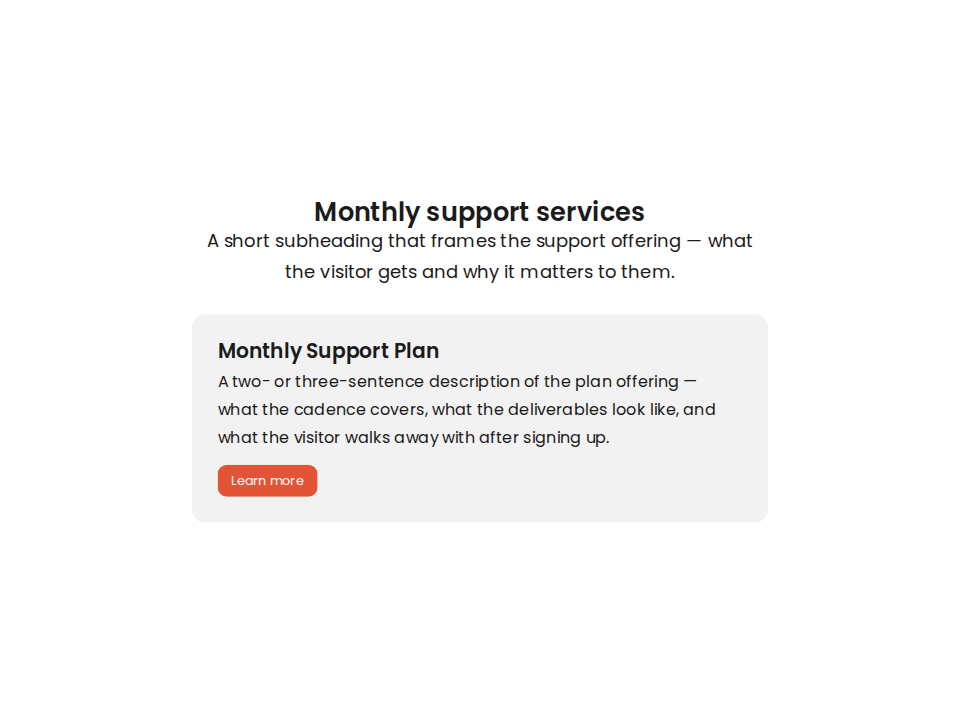 Monthly support services
A short subheading that frames the support offering — what
the visitor gets and why it matters to them.
Monthly Support Plan
A two- or three-sentence description of the plan offering —
what the cadence covers, what the deliverables look like, and
what the visitor walks away with after signing up.
Learn more